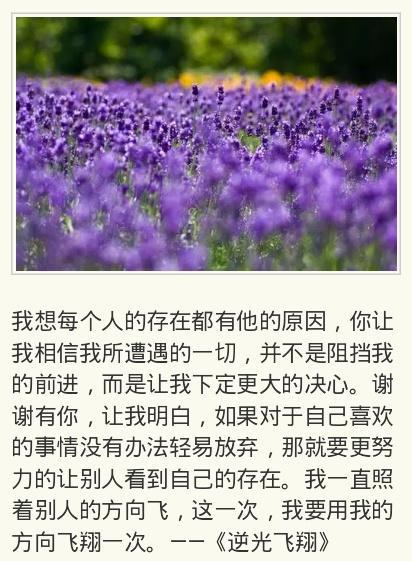 我想每个人的存在都有他的原因，你让
我相信我所遭遇的一切，并不是阻挡我
的前进，而是让我下定更大的决心。谢
谢有你，让我明白，如果对于自己喜欢
的事情没有办法轻易放弃，那就要更努
力的让别人看到自己的存在。我一直照
着别人的方向飞，这一次，我要用我的
方向飞翔一次。——《逆光飞翔》